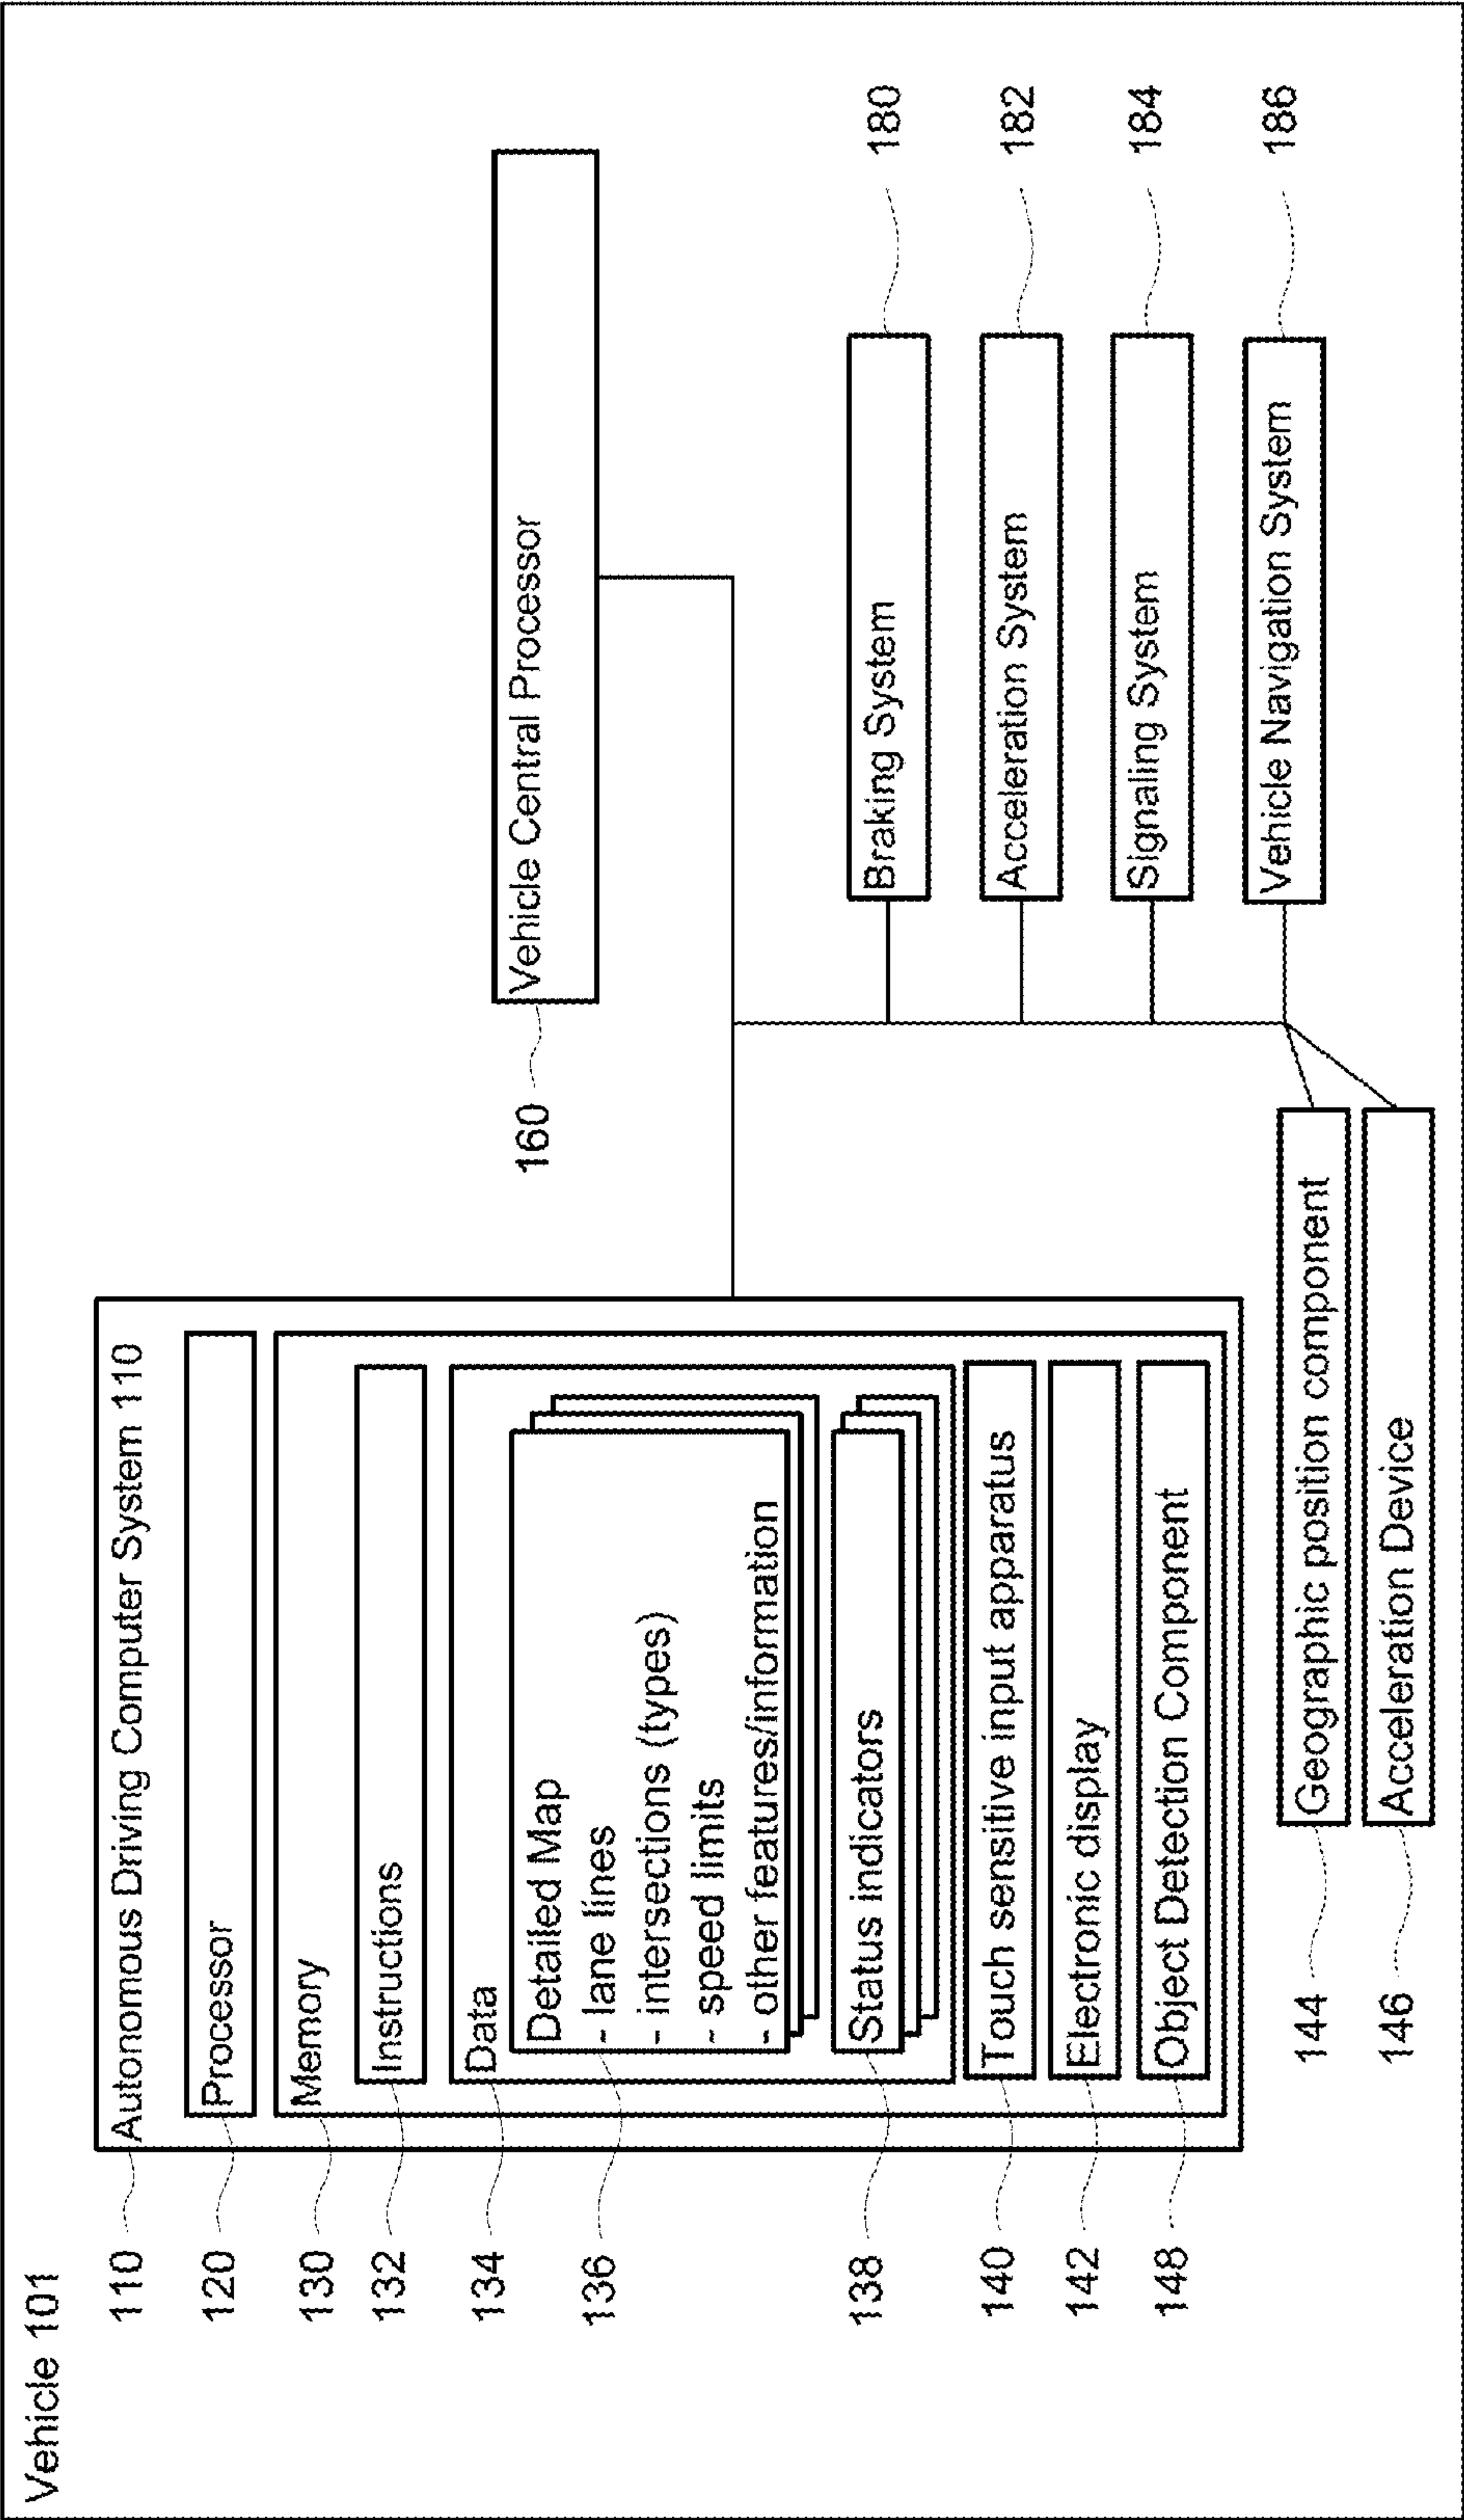 Vehicle 101
110
Autonomous Driving Computer System 110
120
Processor
130
Memory
132
Instructions
134
Data
136
Detailed Map
- lane lines
- intersections (types)
- speed limits
- other features/information
138
Status indicators
140
Touch sensitive input apparatus
142
Electronic display
148
Object Detection Component
144
Geographic position component
146
Acceleration Device
160
Vehicle Central Processor
Braking System
180
Acceleration System
182
Signaling System
184
Vehicle Navigation System
186